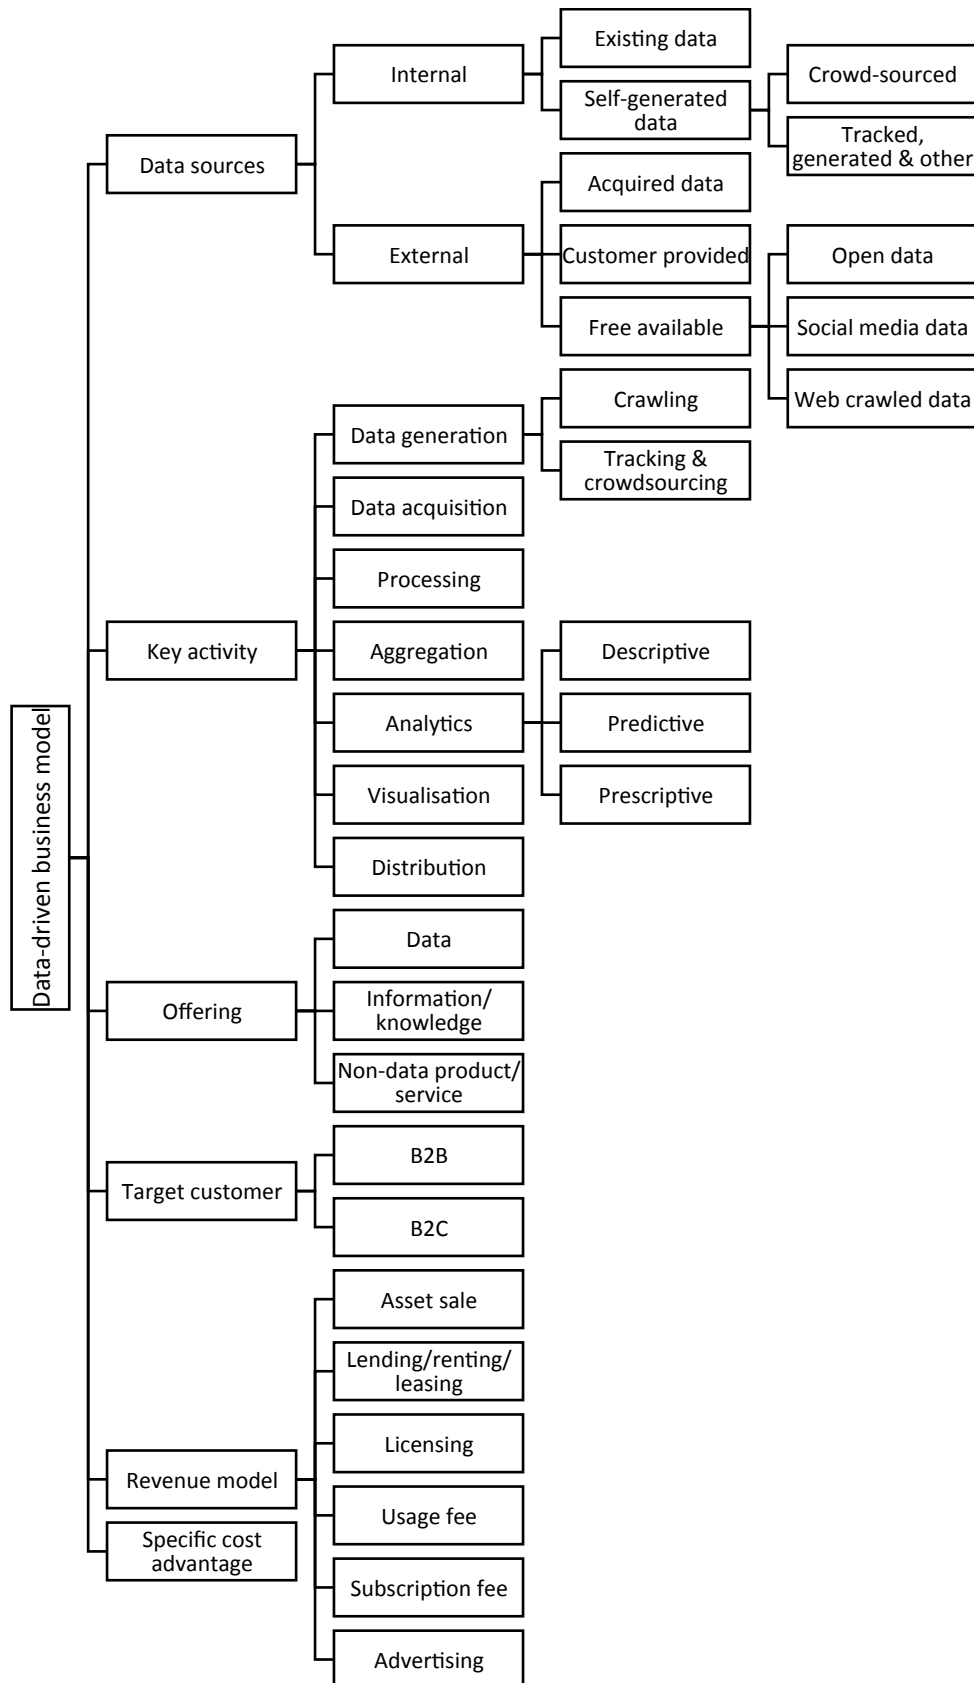 Data-driven business model
Data sources
Internal
Existing data
Self-generated
data
Crowd-sourced
Tracked,
generated & other
External
Acquired data
Customer provided
Free available
Open data
Social media data
Web crawled data
Key activity
Data generation
Crawling
Tracking &
crowdsourcing
Data acquisition
Processing
Aggregation
Analytics
Descriptive
Predictive
Prescriptive
Visualisation
Distribution
Offering
Data
Information/
knowledge
Non-data product/
service
Target customer
B2B
B2C
Revenue model
Asset sale
Lending/renting/
leasing
Licensing
Usage fee
Subscription fee
Advertising
Specific cost
advantage